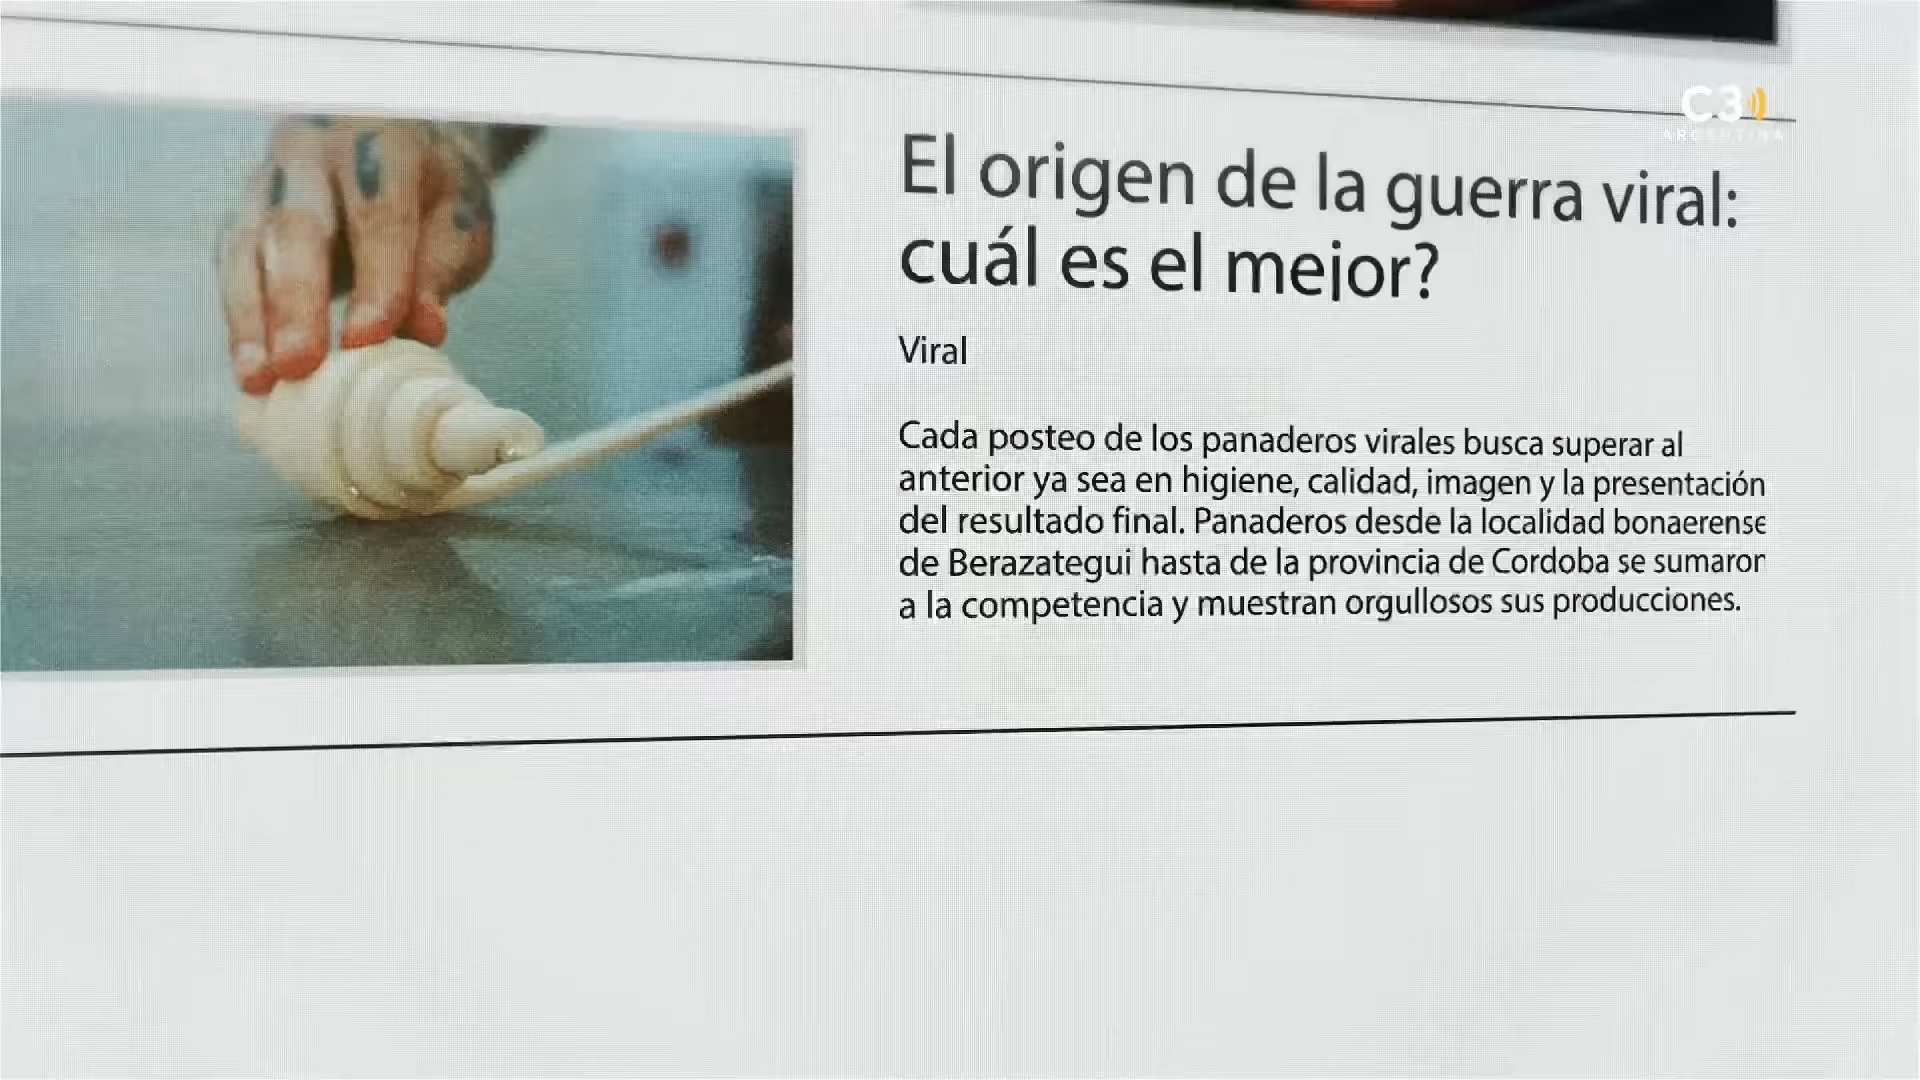 C3
ARGENTINA
El origen de la guerra viral:
cuál es el mejor?
Viral
Cada posteo de los panaderos virales busca superar al
anterior ya sea en higiene, calidad, imagen y la presentación
del resultado final. Panaderos desde la localidad bonaerense
de Berazategui hasta de la provincia de Cordoba se sumaron
a la competencia y muestran orgullosos sus producciones.